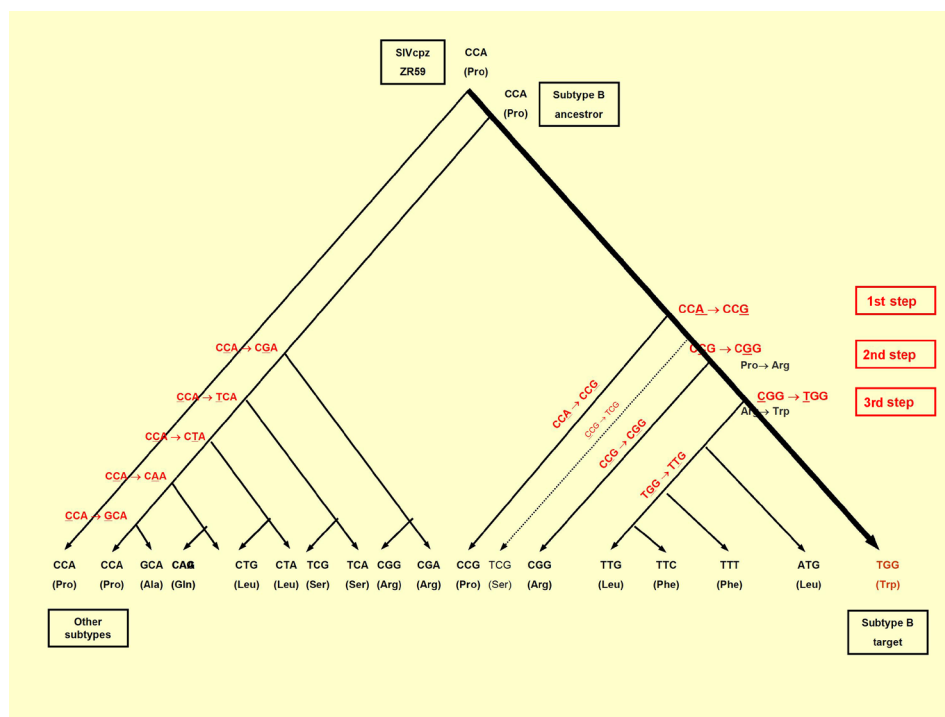 SIVcpz
ZR59
CCA
(Pro)
CCA
(Pro)
Subtype B
ancestror
1st step
CCA → CCG
CCA → CGA
CCG → CGG
Pro→ Arg
2nd step
CCA → TCA
CGG → TGG
Arg→ Trp
3rd step
CCA → CCG
CCG → TCG
CCG → CGG
CCA → CTA
CCA → CAA
TGG → TTG
CCA → GCA
CCA CCA GCA CTG CTA TCG TCA CGG CGA CCG TCG CGG TTG TTC TTT ATG TGG
(Pro) (Pro) (Ala) (Gln) (Leu) (Leu) (Ser) (Ser) (Arg) (Arg) (Pro) (Ser) (Arg) (Leu) (Phe) (Phe) (Leu) (Trp)
Other
subtypes
Subtype B
target